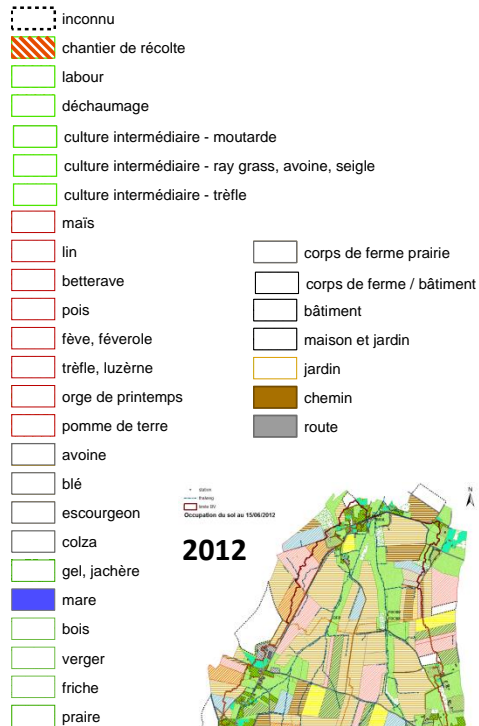 inconnu
chantier de récolte
labour
déchaumage
culture intermédiaire - moutarde
culture intermédiaire - ray grass, avoine, seigle
culture intermédiaire - trèfle
maïs
lin
betterave
pois
fève, féverole
trèfle, luzèrne
orge de printemps
pomme de terre
avoine
blé
escourgeon
colza
gel, jachère
mare
bois
verger
friche
praire
corps de ferme prairie
corps de ferme / bâtiment
bâtiment
maison et jardin
jardin
chemin
route
Occupation du sol au 15/06/2012
N
2012